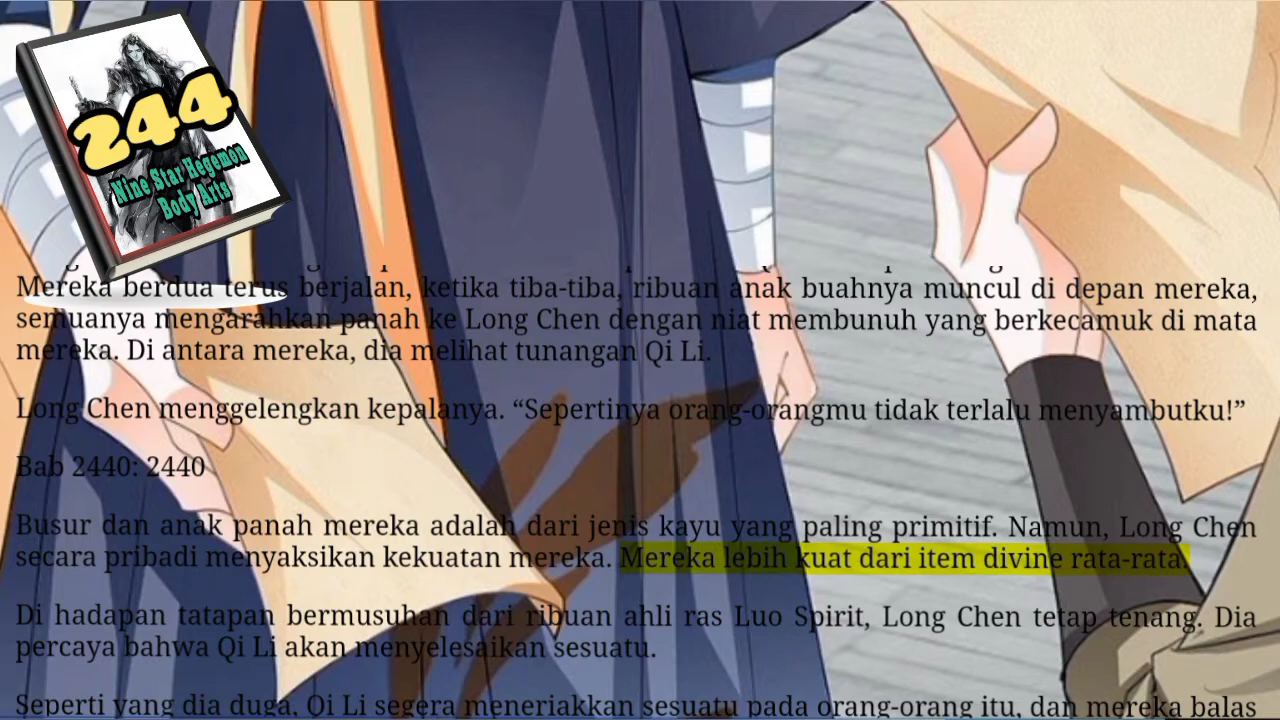 244
Nine Star Hegemon
Body Arts
Mereka berdua terus berjalan, ketika tiba-tiba, ribuan anak buahnya muncul di depan mereka,
semuanya mengarahkan panah ke Long Chen dengan niat membunuh yang berkecamuk di mata
mereka. Di antara mereka, dia melihat tunangan Qi Li.
Long Chen menggelengkan kepalanya. “Sepertinya orang-orangmu tidak terlalu menyambutku!”
Bab 2440: 2440
Busur dan anak panah mereka adalah dari jenis kayu yang paling primitif. Namun, Long Chen
secara pribadi menyaksikan kekuatan mereka. Mereka lebih kuat dari item divine rata-rata.
Di hadapan tatapan bermusuhan dari ribuan ahli ras Luo Spirit, Long Chen tetap tenang. Dia
percaya bahwa Qi Li akan menyelesaikan sesuatu.
Seperti yang dia duga, Qi Li segera meneriakkan sesuatu pada orang-orang itu, dan mereka balas